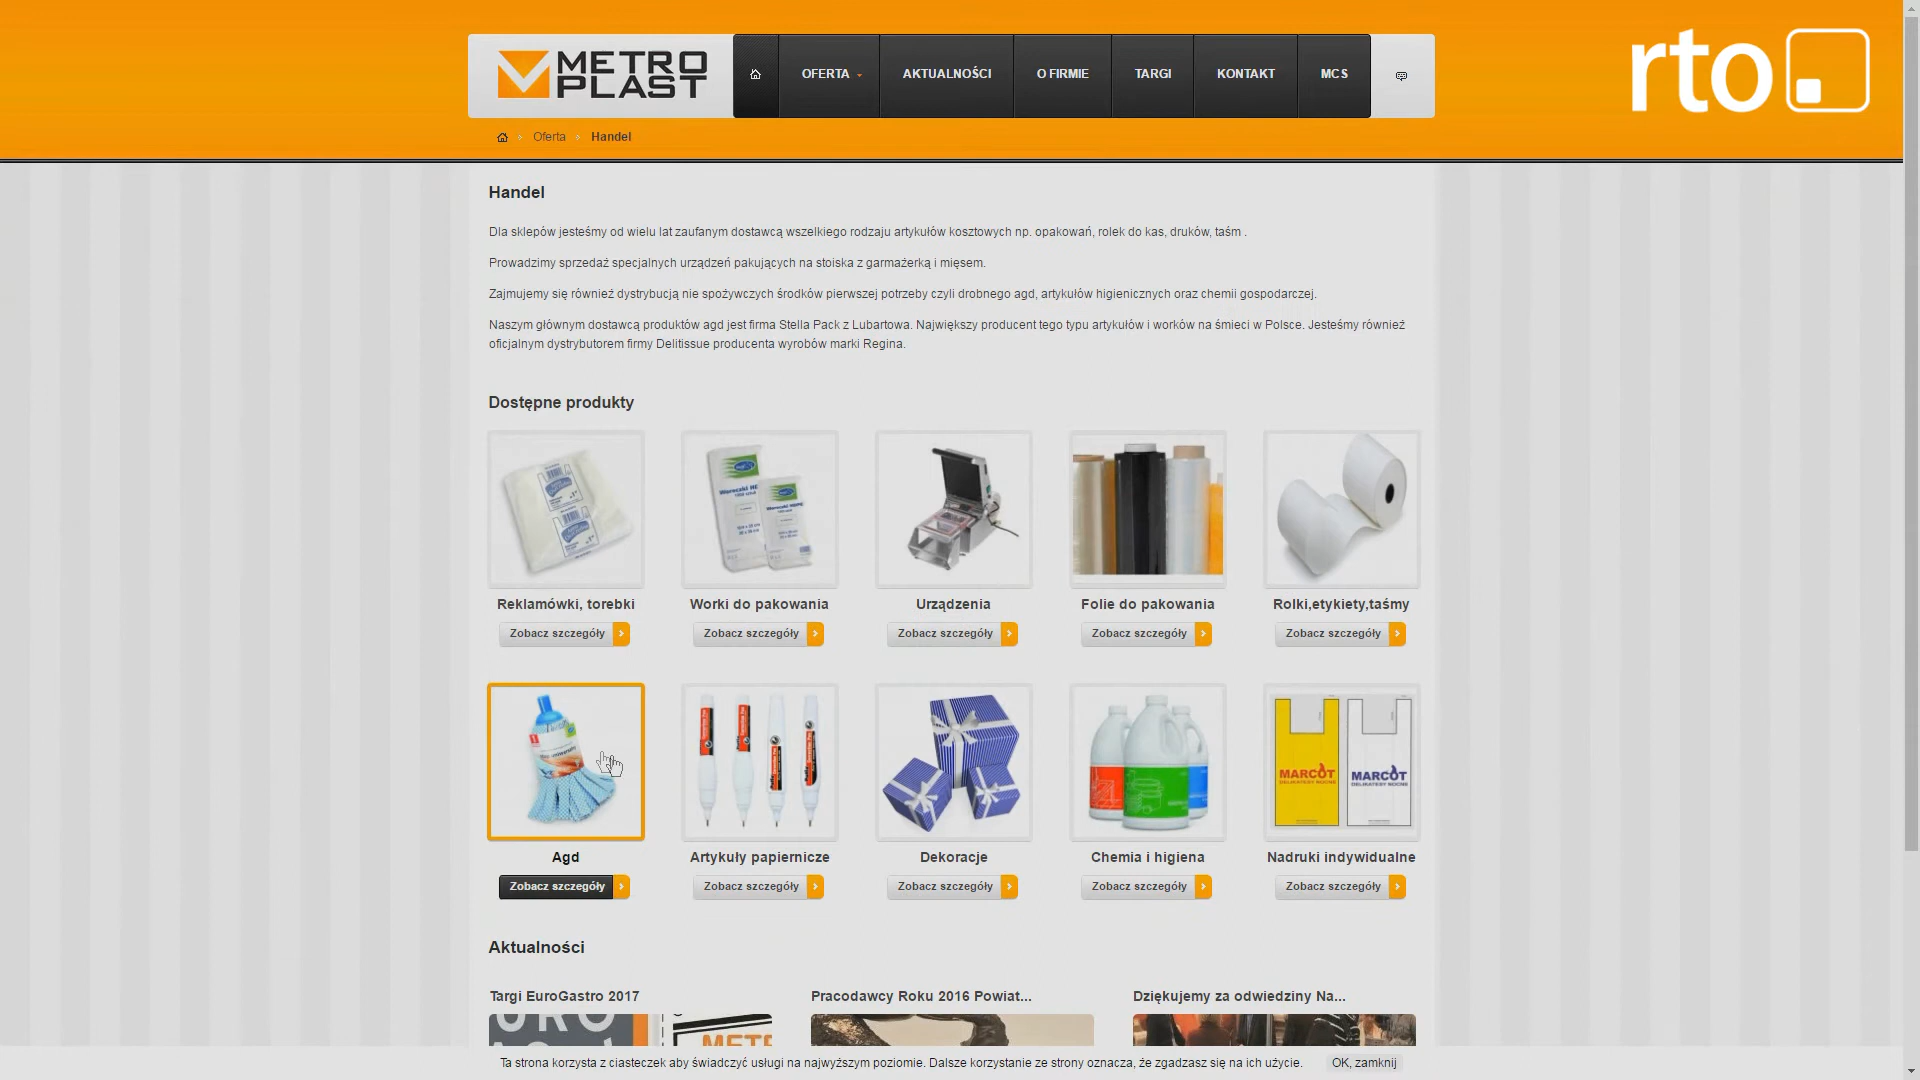 METRO
PLAST
OFERTA
AKTUALNOŚCI
O FIRMIE
TARGI
KONTAKT
MCS
rto
Oferta
Handel
Handel
Dla sklepów jesteśmy od wielu lat zaufanym dostawcą wszelkiego rodzaju artykułów kosztowych np. opakowań, rolek do kas, druków, taśm .
Prowadzimy sprzedaż specjalnych urządzeń pakujących na stoiska z garmażerką i mięsem.
Zajmujemy się również dystrybucją nie spożywczych środków pierwszej potrzeby czyli drobnego agd, artykułów higienicznych oraz chemii gospodarczej.
Naszym głównym dostawcą produktów agd jest firma Stella Pack z Lubartowa. Największy producent tego typu artykułów i worków na śmieci w Polsce. Jesteśmy również
oficjalnym dystrybutorem firmy Delitissue producenta wyrobów marki Regina.
Dostępne produkty
Reklamówki, torebki
Worki do pakowania
Urządzenia
Folie do pakowania
Rolki,etykiety,taśmy
Zobacz szczegóły
Zobacz szczegóły
Zobacz szczegóły
Zobacz szczegóły
Zobacz szczegóły
MARCOT
DELIKATESY NOCNE
MARCOT
DELIKATESY NOCNE
Agd
Artykuły papiernicze
Dekoracje
Chemia i higiena
Nadruki indywidualne
Zobacz szczegóły
Zobacz szczegóły
Zobacz szczegóły
Zobacz szczegóły
Zobacz szczegóły
Aktualności
Targi EuroGastro 2017
Pracodawcy Roku 2016 Powiat...
Dziękujemy za odwiedziny Na...
Ta strona korzysta z ciasteczek aby świadczyć usługi na najwyższym poziomie. Dalsze korzystanie ze strony oznacza, że zgadzasz się na ich użycie.
OK, zamknij